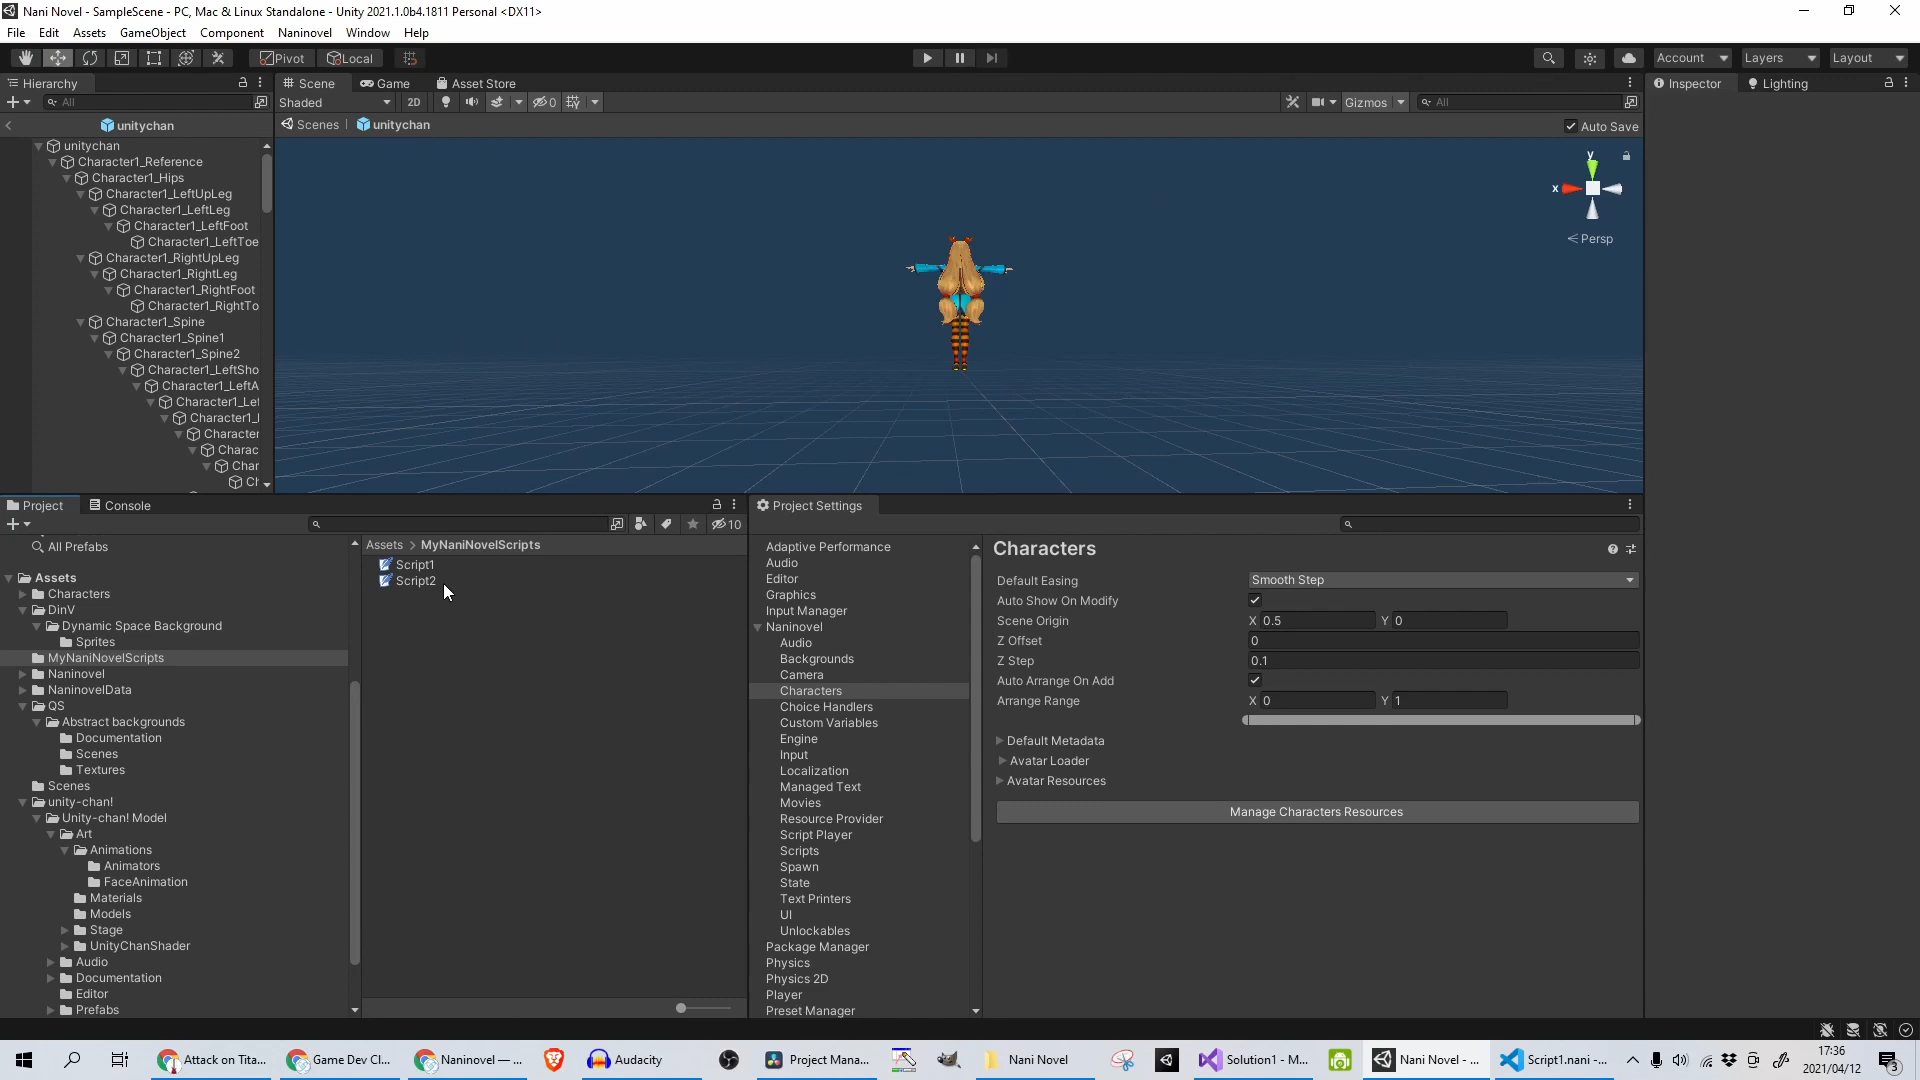 Nani Novel - SampleScene - PC, Mac & Linux Standalone - Unity 2021.1.0b4.1811 Personal <DX11>
File Edit Assets GameObject Component Naninovel Window Help
Pivot Local Account Layers Layout
Hierarchy
All
unitychan
unitychan
Character1_Reference
Character1_Hips
Character1_LeftUpLeg
Character1_LeftLeg
Character1_LeftFoot
Character1_LeftToe
Character1_RightUpLeg
Character1_RightLeg
Character1_RightFoot
Character1_RightTo
Character1_Spine
Character1_Spine1
Character1_Spine2
Character1_LeftSho
Character1_LeftA
Character1_Lef
Character1_
Character
Charac
Char
Scene Game Asset Store
Shaded 2D 0 Gizmos All
Scenes unitychan Auto Save
y
x
Persp
Inspector Lighting
Project Console
10
All Prefabs
Assets
Characters
DinV
Dynamic Space Background
Sprites
MyNaniNovelScripts
Naninovel
NaninovelData
QS
Abstract backgrounds
Documentation
Scenes
Textures
Scenes
unity-chan!
Unity-chan! Model
Art
Animations
Animators
FaceAnimation
Materials
Models
Stage
UnityChanShader
Audio
Documentation
Editor
Prefabs
Assets > MyNaniNovelScripts
Script1
Script2
Project Settings
Adaptive Performance
Audio
Editor
Graphics
Input Manager
Naninovel
Audio
Backgrounds
Camera
Characters
Choice Handlers
Custom Variables
Engine
Input
Localization
Managed Text
Movies
Resource Provider
Script Player
Scripts
Spawn
State
Text Printers
UI
Unlockables
Package Manager
Physics
Physics 2D
Player
Preset Manager
Characters
Default Easing Smooth Step
Auto Show On Modify
Scene Origin X 0.5 Y 0
Z Offset 0
Z Step 0.1
Auto Arrange On Add
Arrange Range X 0 Y 1
Default Metadata
Avatar Loader
Avatar Resources
Manage Characters Resources
Attack on Tita... Game Dev Cl... Naninovel — ... Audacity Project Mana... Nani Novel Solution1 - M... Nani Novel - ... Script1.nani -...
17:36
2021/04/12
3